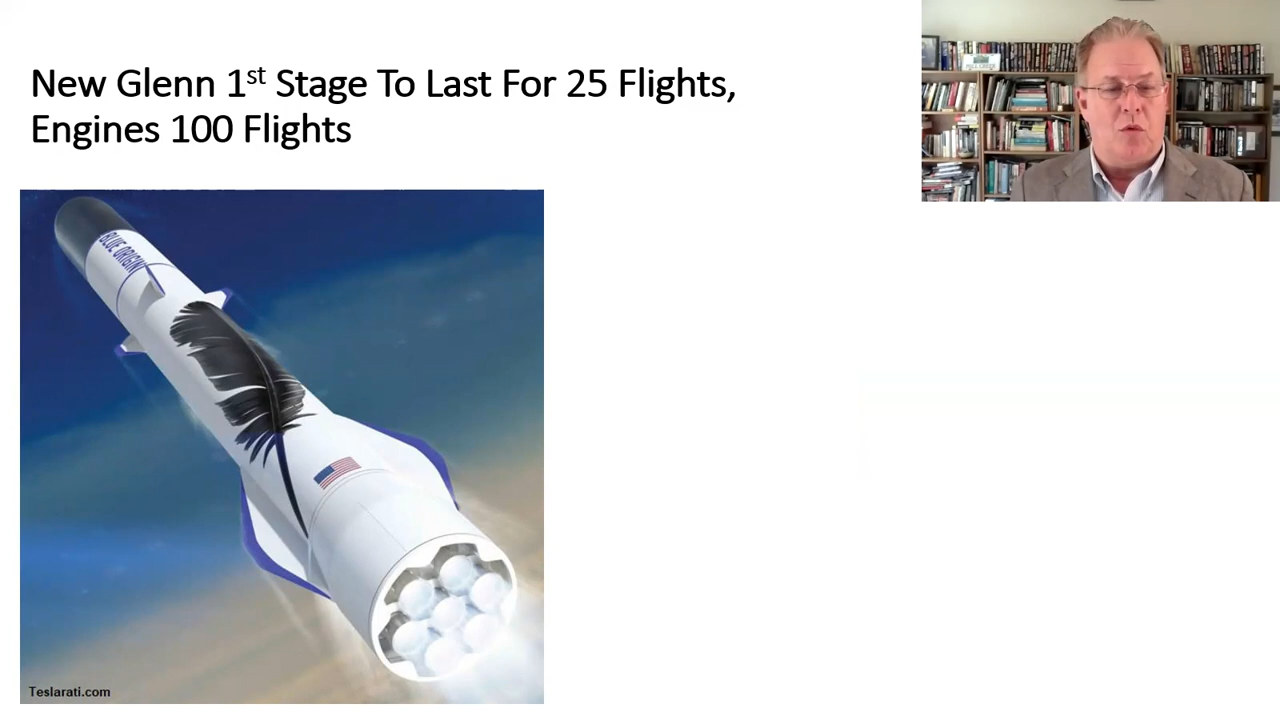 New Glenn 1st Stage To Last For 25 Flights,
Engines 100 Flights
BLUE ORIGIN
Teslarati.com